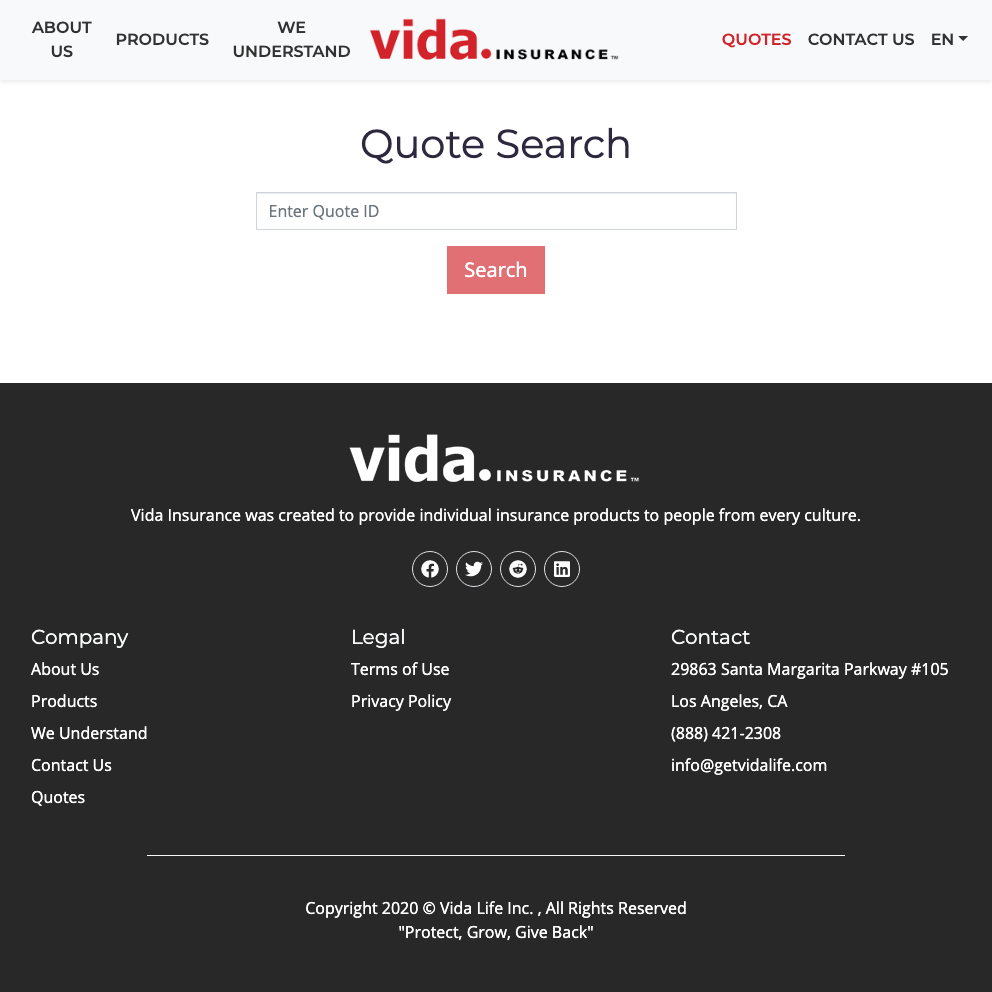 ABOUT
US
PRODUCTS
WE
UNDERSTAND
vida.INSURANCE™
QUOTES
CONTACT US
EN
Quote Search
Enter Quote ID
Search
vida.INSURANCE™
Vida Insurance was created to provide individual insurance products to people from every culture.
Company
About Us
Products
We Understand
Contact Us
Quotes
Legal
Terms of Use
Privacy Policy
Contact
29863 Santa Margarita Parkway #105
Los Angeles, CA
(888) 421-2308
info@getvidalife.com
Copyright 2020 © Vida Life Inc. , All Rights Reserved
"Protect, Grow, Give Back"